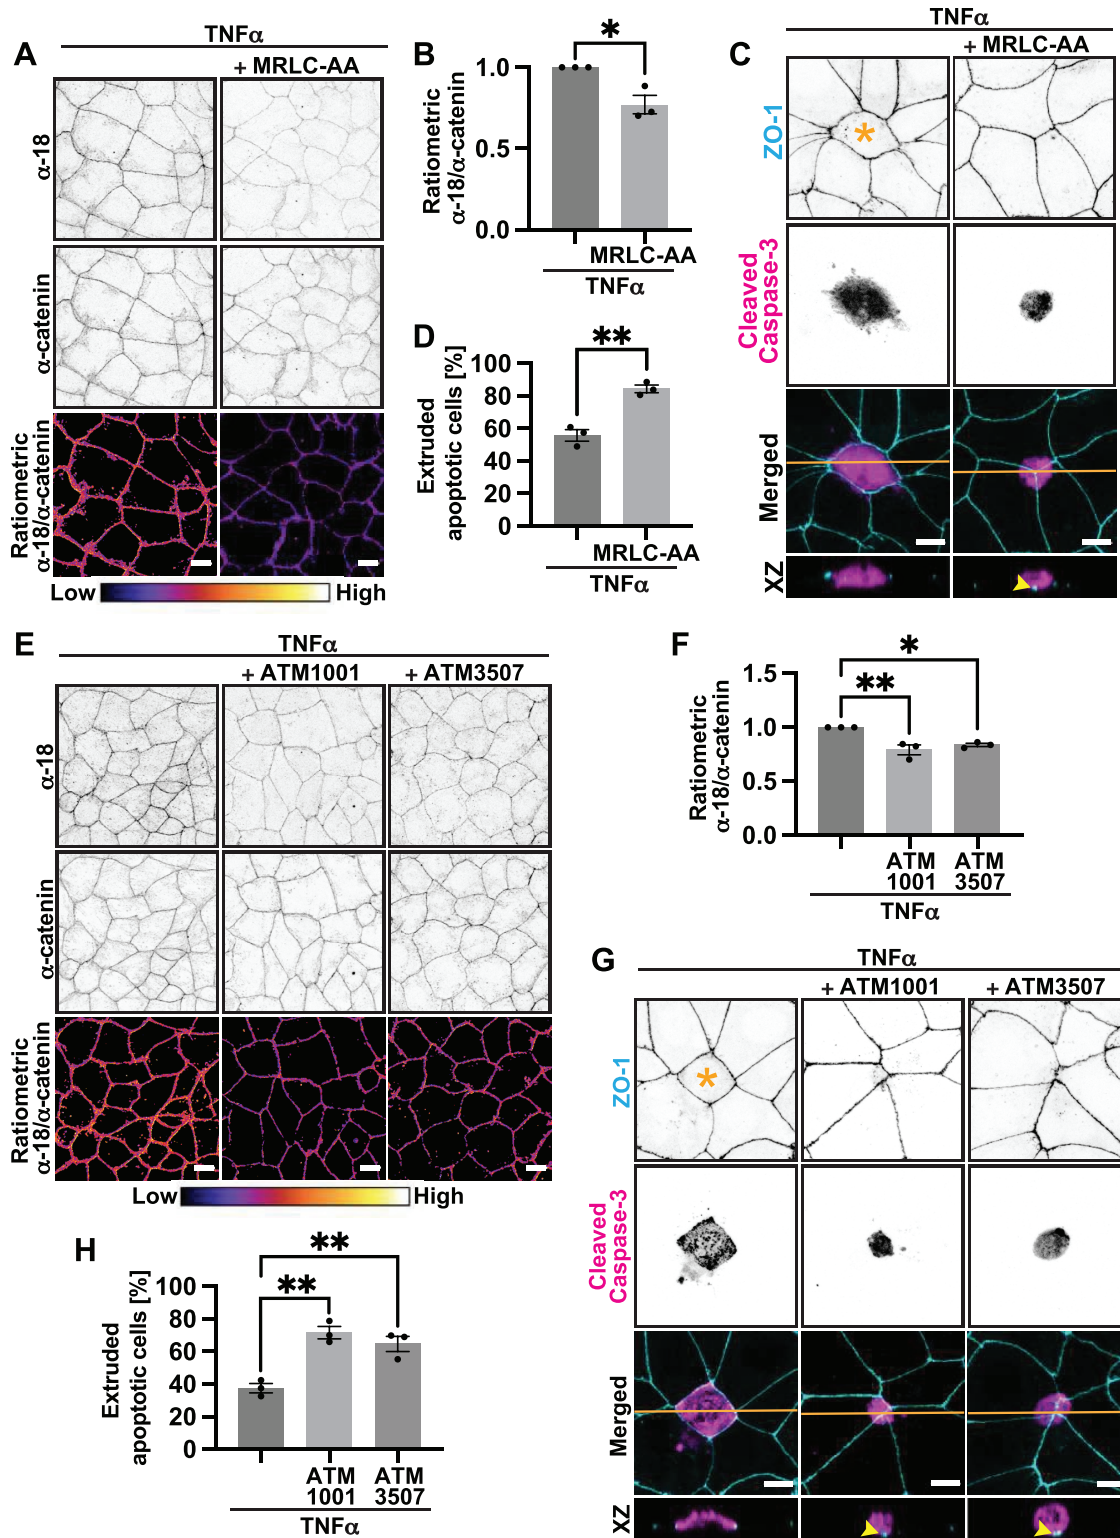 A
TNFα
+ MRLC-AA
α-18
α-catenin
Ratiometric
α-18/α-catenin
Low
High
B
*
Ratiometric
α-18/α-catenin
1.0
0.5
0.0
MRLC-AA
TNFα
C
TNFα
+ MRLC-AA
ZO-1
*
Cleaved
Caspase-3
Merged
XZ
D
**
Extruded
apoptotic cells [%]
100
80
60
40
20
0
MRLC-AA
TNFα
E
TNFα
+ ATM1001
+ ATM3507
α-18
α-catenin
Ratiometric
α-18/α-catenin
Low
High
F
*
**
Ratiometric
α-18/α-catenin
1.5
1.0
0.5
0.0
ATM
1001
ATM
3507
TNFα
G
TNFα
+ ATM1001
+ ATM3507
ZO-1
*
Cleaved
Caspase-3
Merged
XZ
H
**
**
Extruded
apoptotic cells [%]
100
80
60
40
20
0
ATM
1001
ATM
3507
TNFα